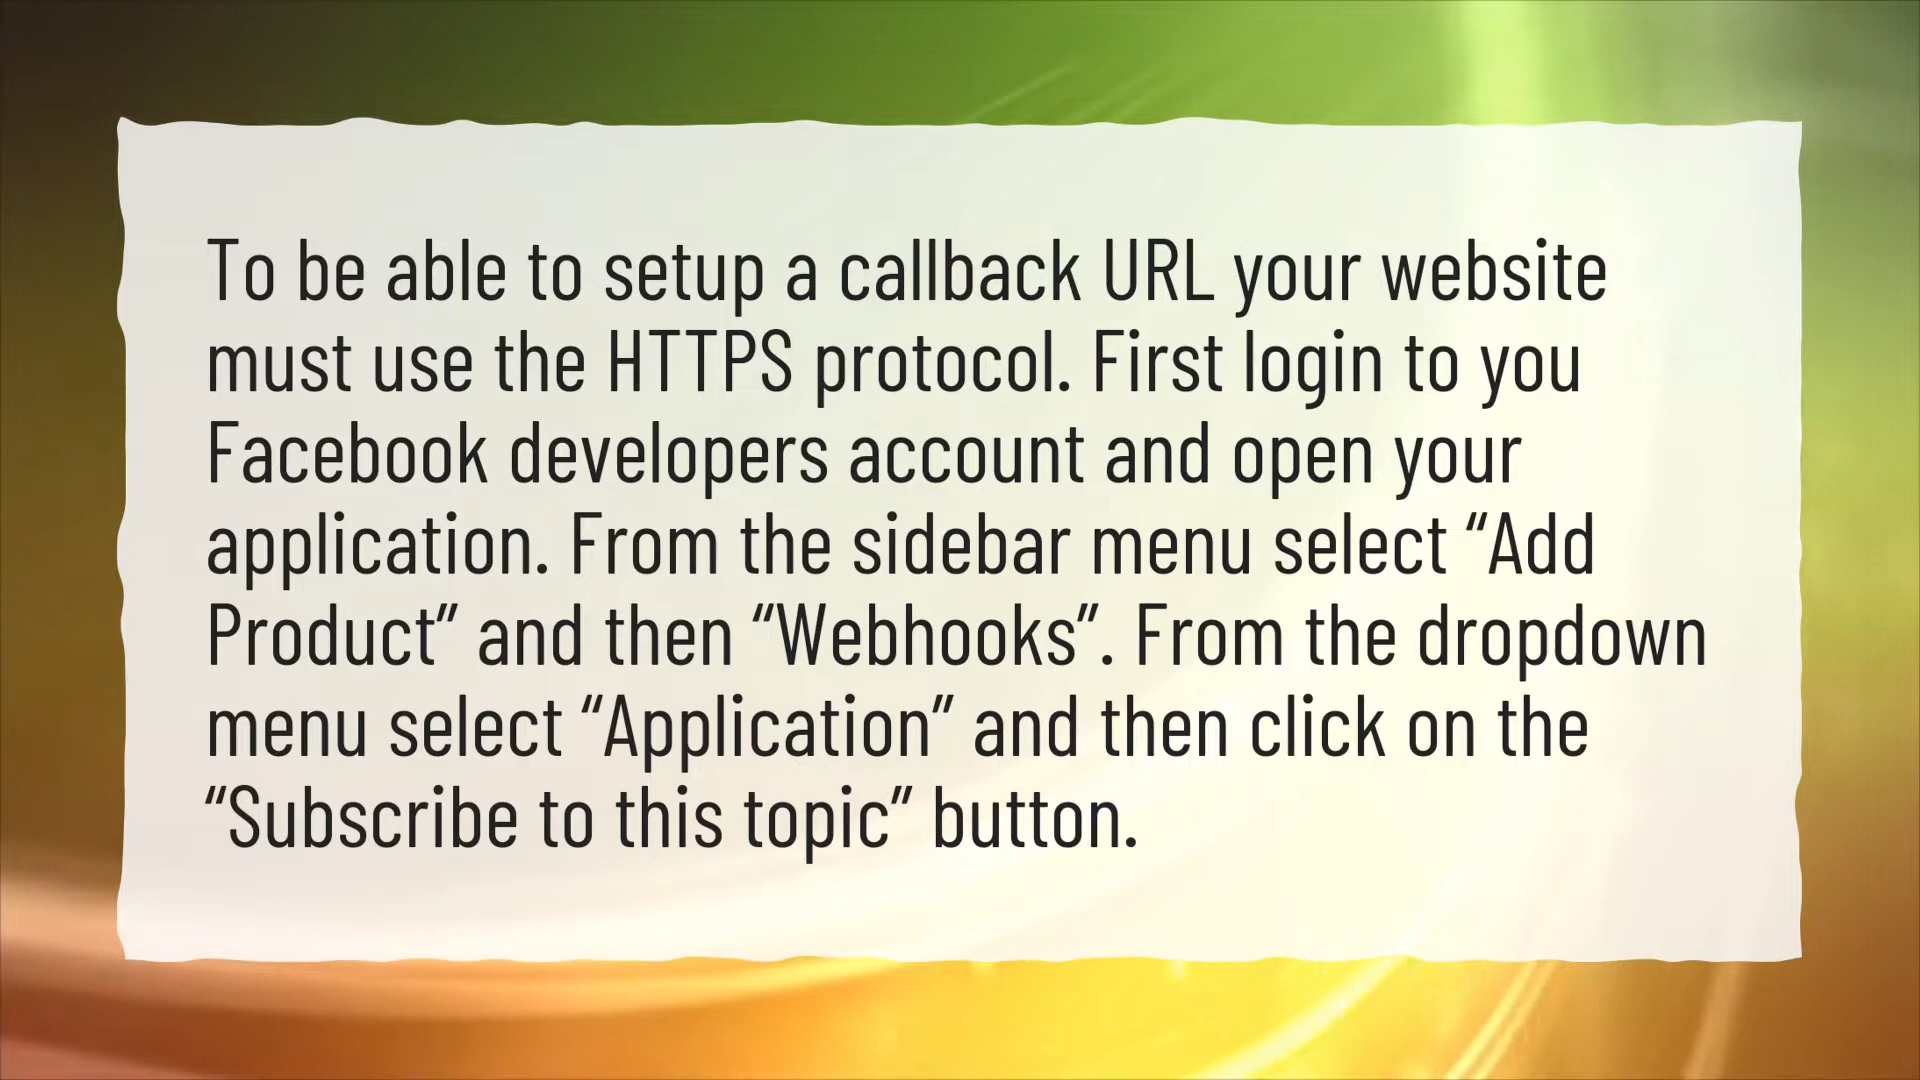 To be able to setup a callback URL your website
must use the HTTPS protocol. First login to you
Facebook developers account and open your
application. From the sidebar menu select “Add
Product” and then “Webhooks”. From the dropdown
menu select “Application” and then click on the
“Subscribe to this topic” button.